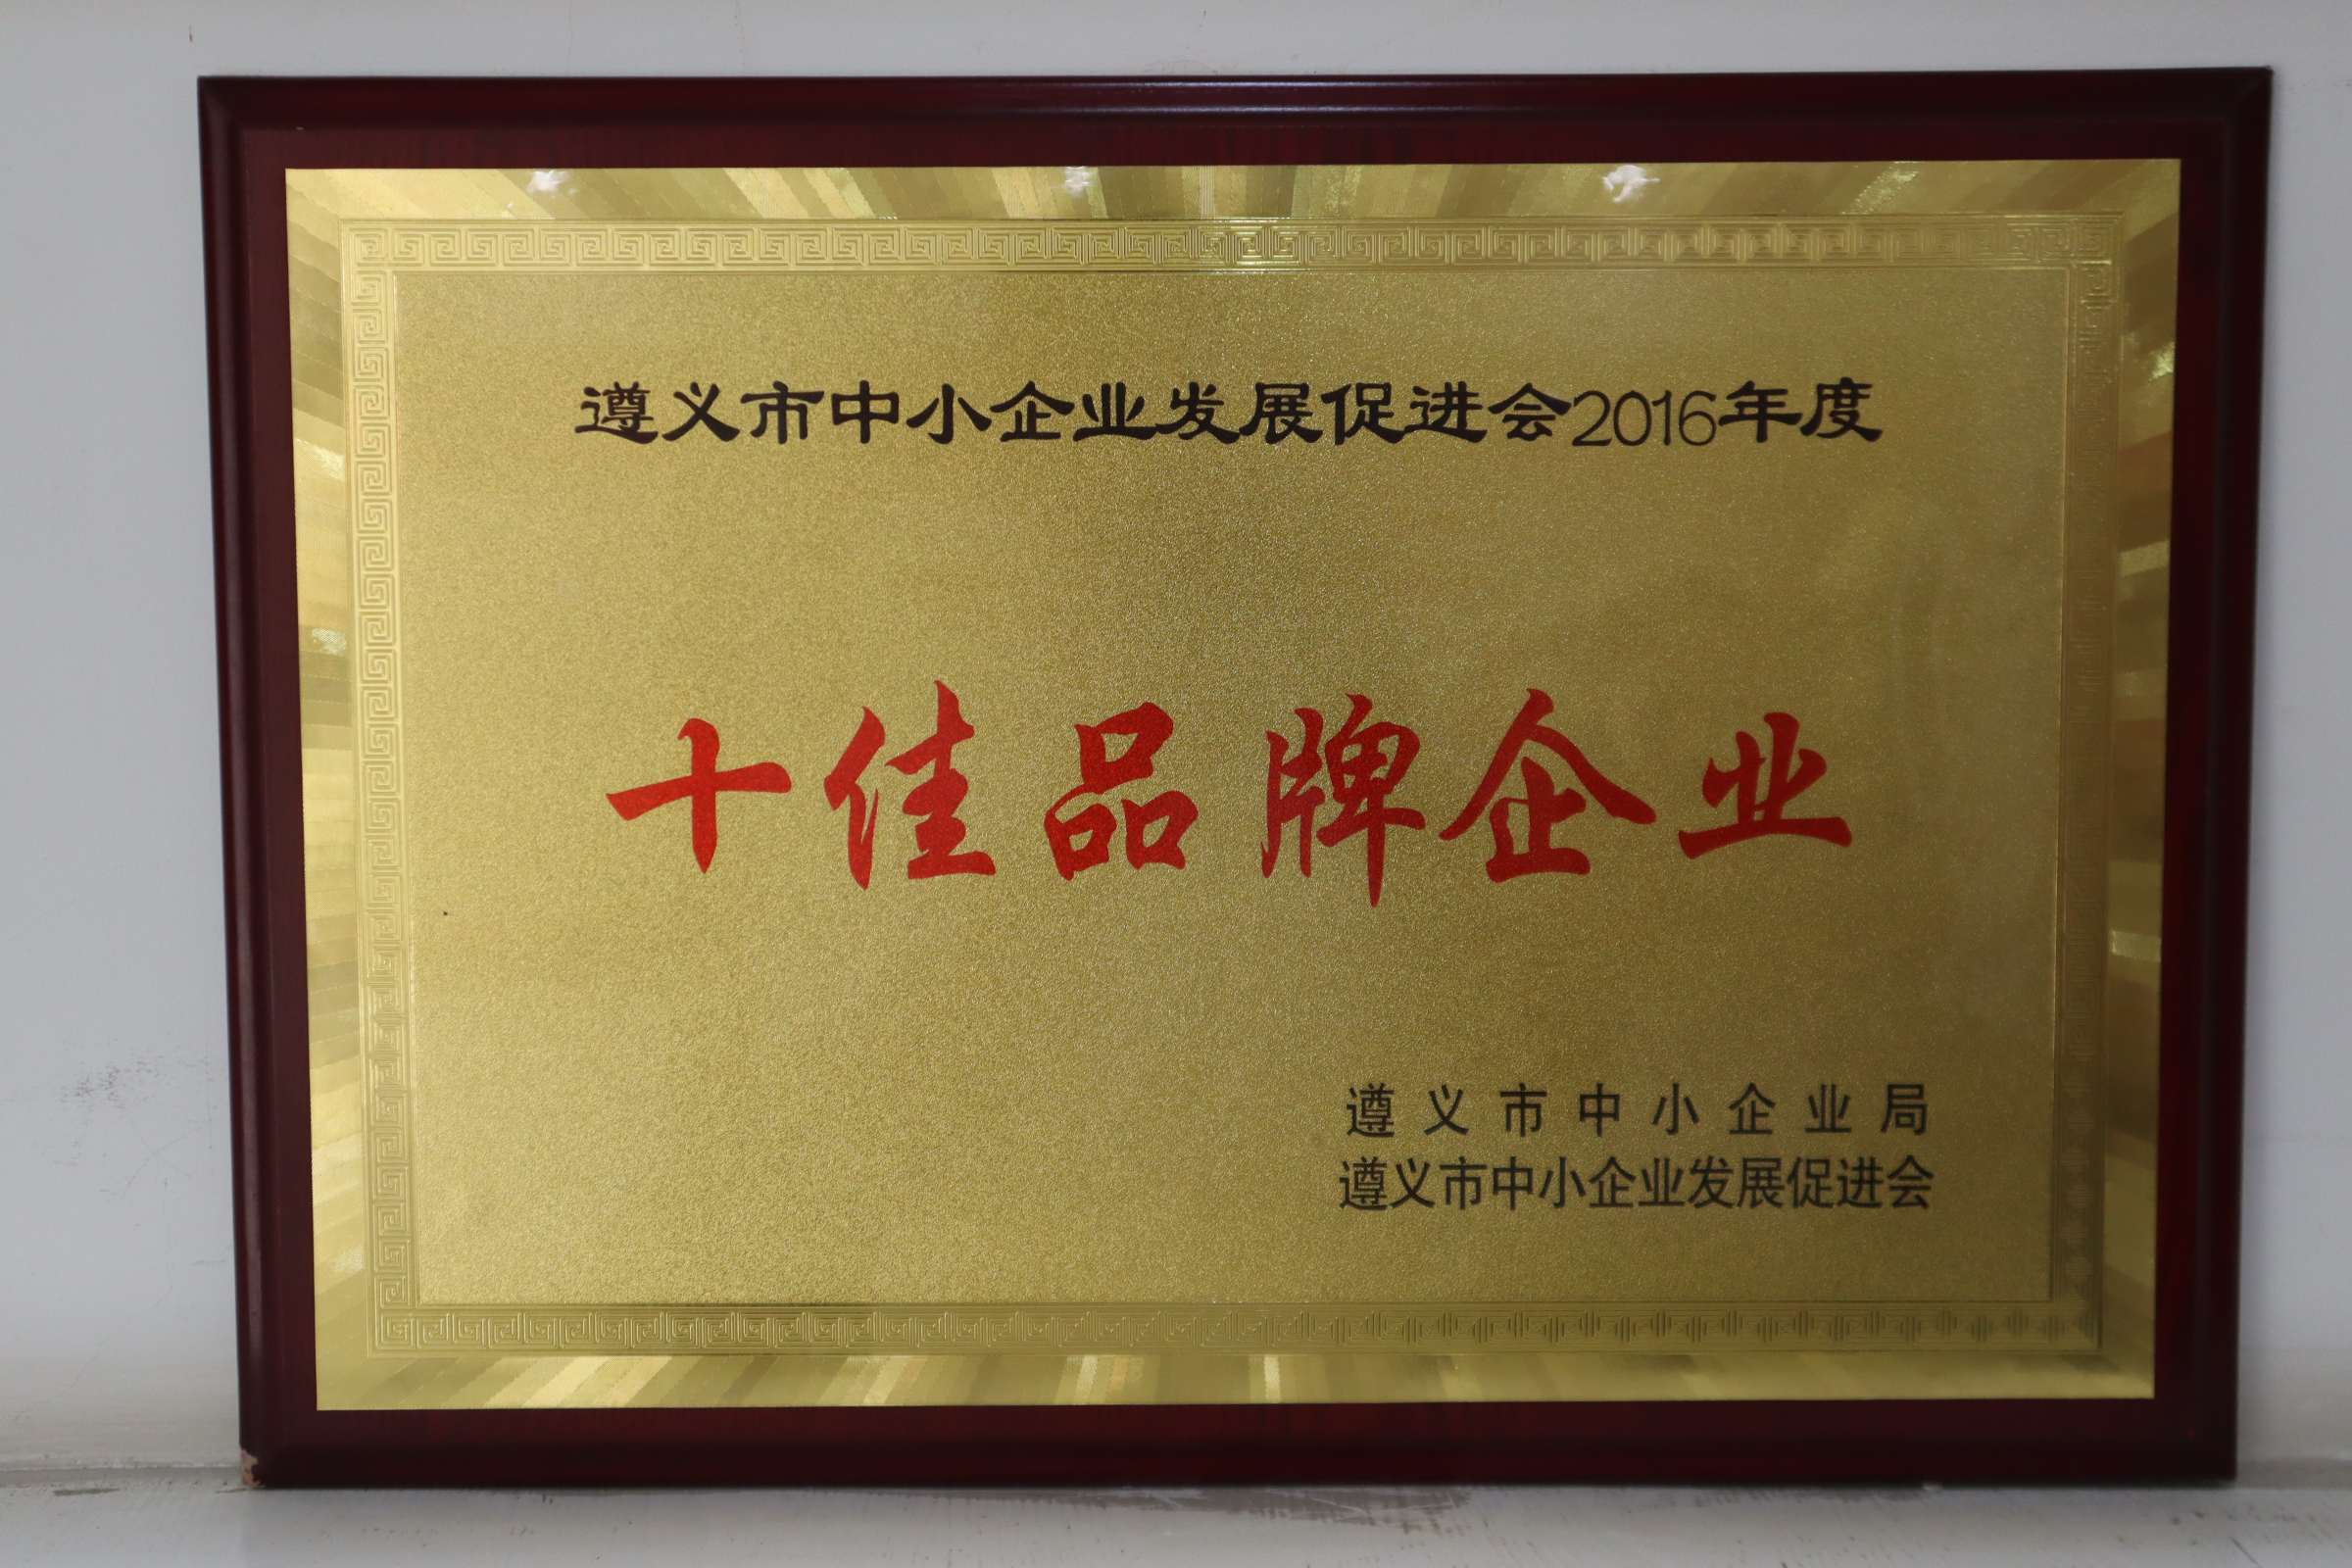 遵义市中小企业发展促进会2016年度
十佳品牌企业
遵义市中小企业局
遵义市中小企业发展促进会